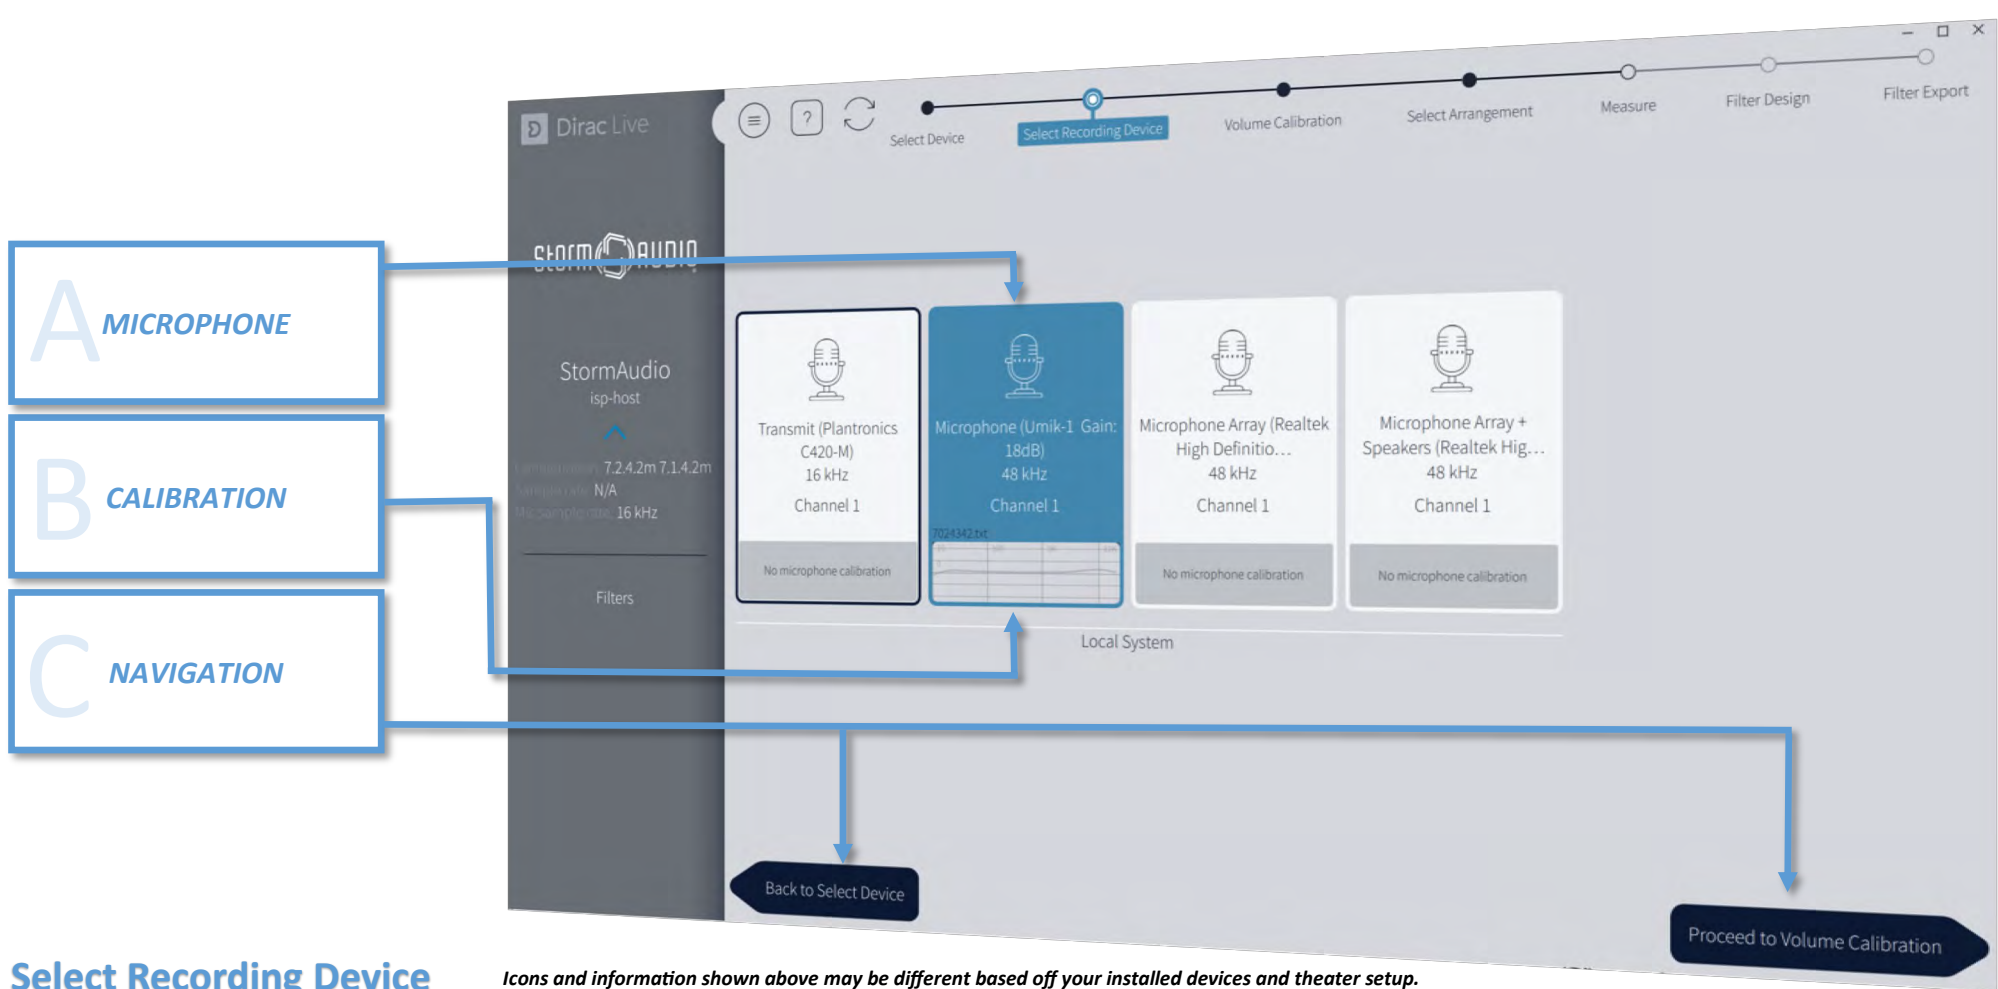 Dirac Live
Select Device
Select Recording Device
Volume Calibration
Select Arrangement
Measure
Filter Design
Filter Export
?
StormAudio
A
MICROPHONE
B
CALIBRATION
C
NAVIGATION
StormAudio
isp-host
7.2.4.2m 7.1.4.2m
N/A
16 kHz
Filters
Transmit (Plantronics
C420-M)
16 kHz
Channel 1
No microphone calibration
Microphone (Umik-1 Gain:
18dB)
48 kHz
Channel 1
7024342.txt
Microphone Array (Realtek
High Definitio...
48 kHz
Channel 1
No microphone calibration
Microphone Array +
Speakers (Realtek Hig...
48 kHz
Channel 1
No microphone calibration
Local System
Back to Select Device
Proceed to Volume Calibration
Select Recording Device
Icons and information shown above may be different based off your installed devices and theater setup.